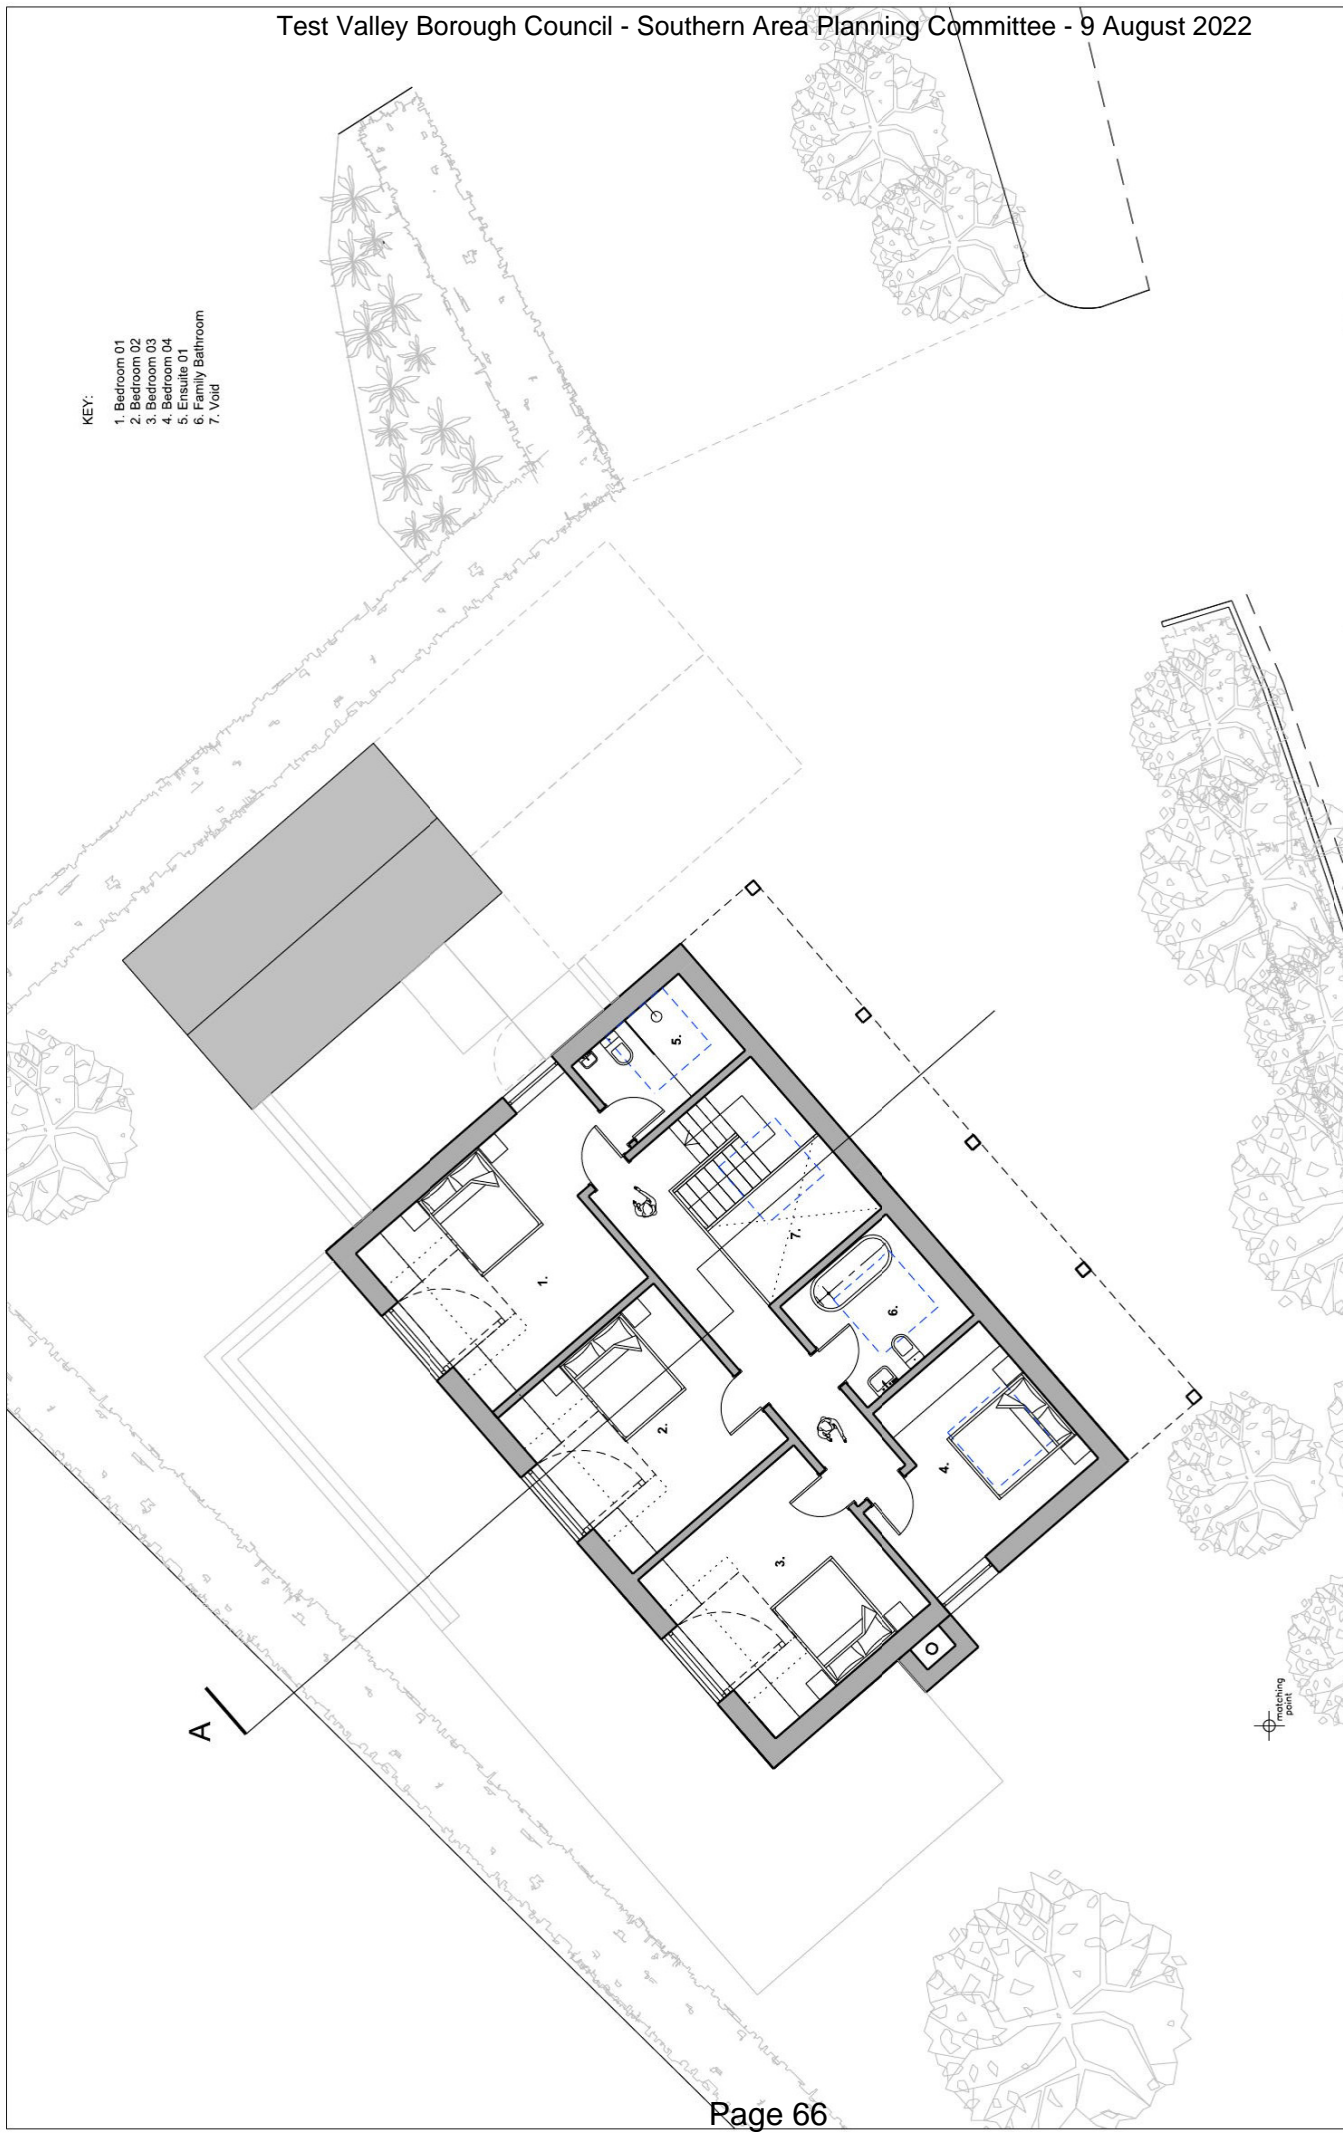 Test Valley Borough Council - Southern Area Planning Committee - 9 August 2022
KEY:
1. Bedroom 01
2. Bedroom 02
3. Bedroom 03
4. Bedroom 04
5. Ensuite 01
6. Family Bathroom
7. Void
5.
1.
7.
6.
2.
4.
3.
A
matching
point
Page 66